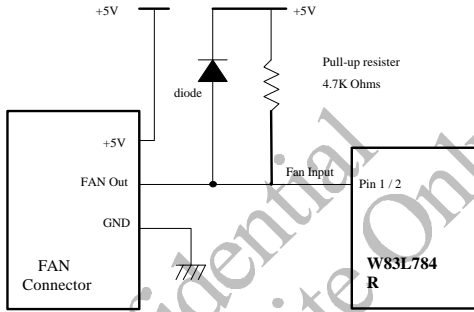 +5V
+5V
Pull-up resister
4.7K Ohms
diode
+5V
FAN Out
Fan Input
Pin 1 / 2
GND
FAN
Connector
W83L784
R